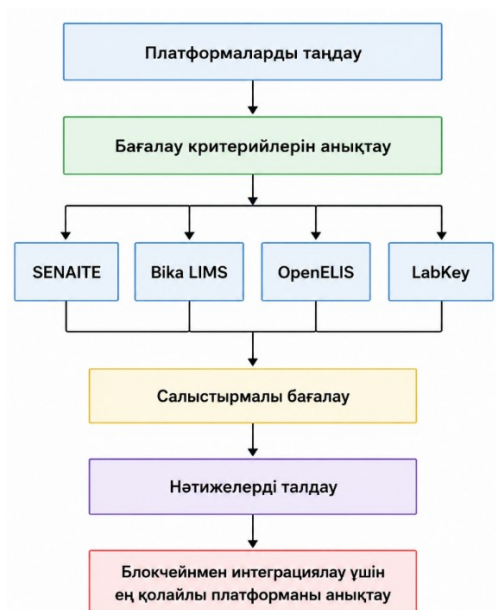 Платформаларды таңдау
Бағалау критерийлерін анықтау
SENAITE
Bika LIMS
OpenELIS
LabKey
Салыстырмалы бағалау
Нәтижелерді талдау
Блокчейнмен интеграциялау үшін
ең қолайлы платформаны анықтау